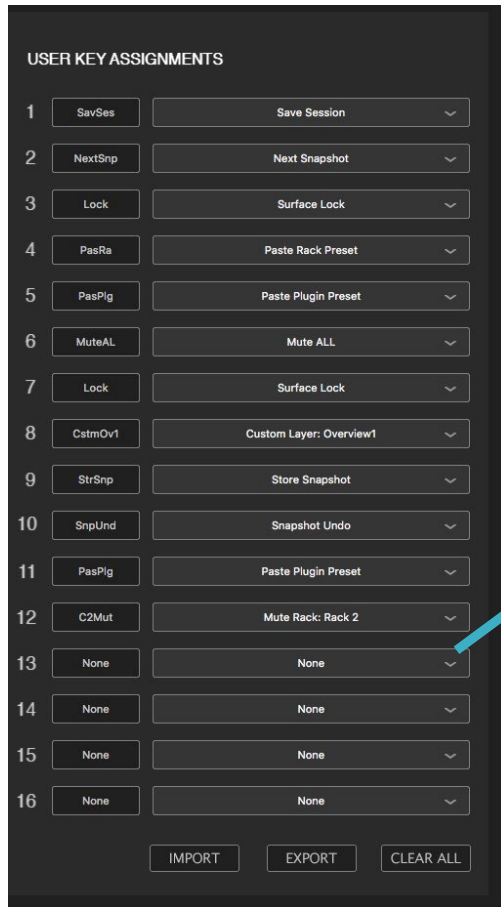 USER KEY ASSIGNMENTS
1 SavSes Save Session
2 NextSnp Next Snapshot
3 Lock Surface Lock
4 PasRa Paste Rack Preset
5 PasPlg Paste Plugin Preset
6 MuteAL Mute ALL
7 Lock Surface Lock
8 CstmOv1 Custom Layer: Overview1
9 StrSnp Store Snapshot
10 SnpUnd Snapshot Undo
11 PasPlg Paste Plugin Preset
12 C2Mut Mute Rack: Rack 2
13 None None
14 None None
15 None None
16 None None
IMPORT EXPORT CLEAR ALL